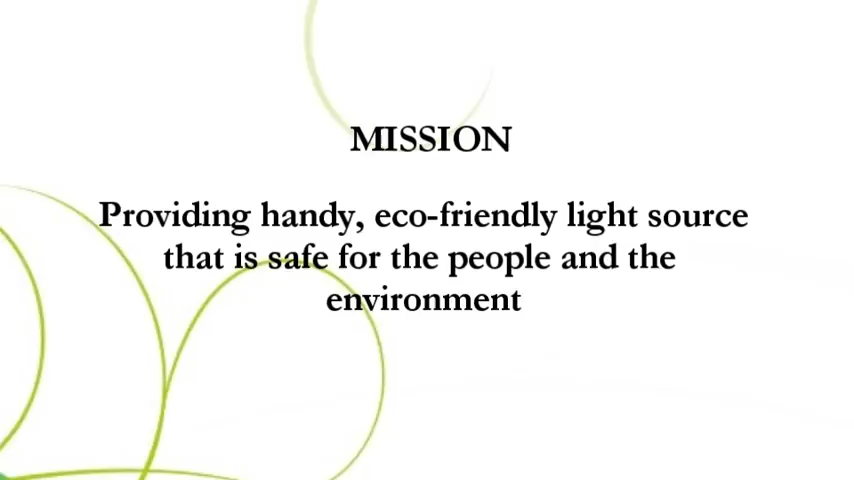 MISSION
Providing handy, eco-friendly light source
that is safe for the people and the
environment